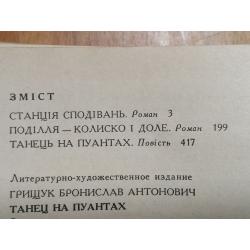 ЗМІСТ
СТАНЦІЯ СПОДІВАНЬ. Роман 3
ПОДІЛЛЯ — КОЛИСКО І ДОЛЕ. Роман 199
ТАНЕЦЬ НА ПУАНТАХ. Повість 417
Литературно-художественное издание
ГРИЩУК БРОНИСЛАВ АНТОНОВИЧ
ТАНЕЦ НА ПУАНТАХ